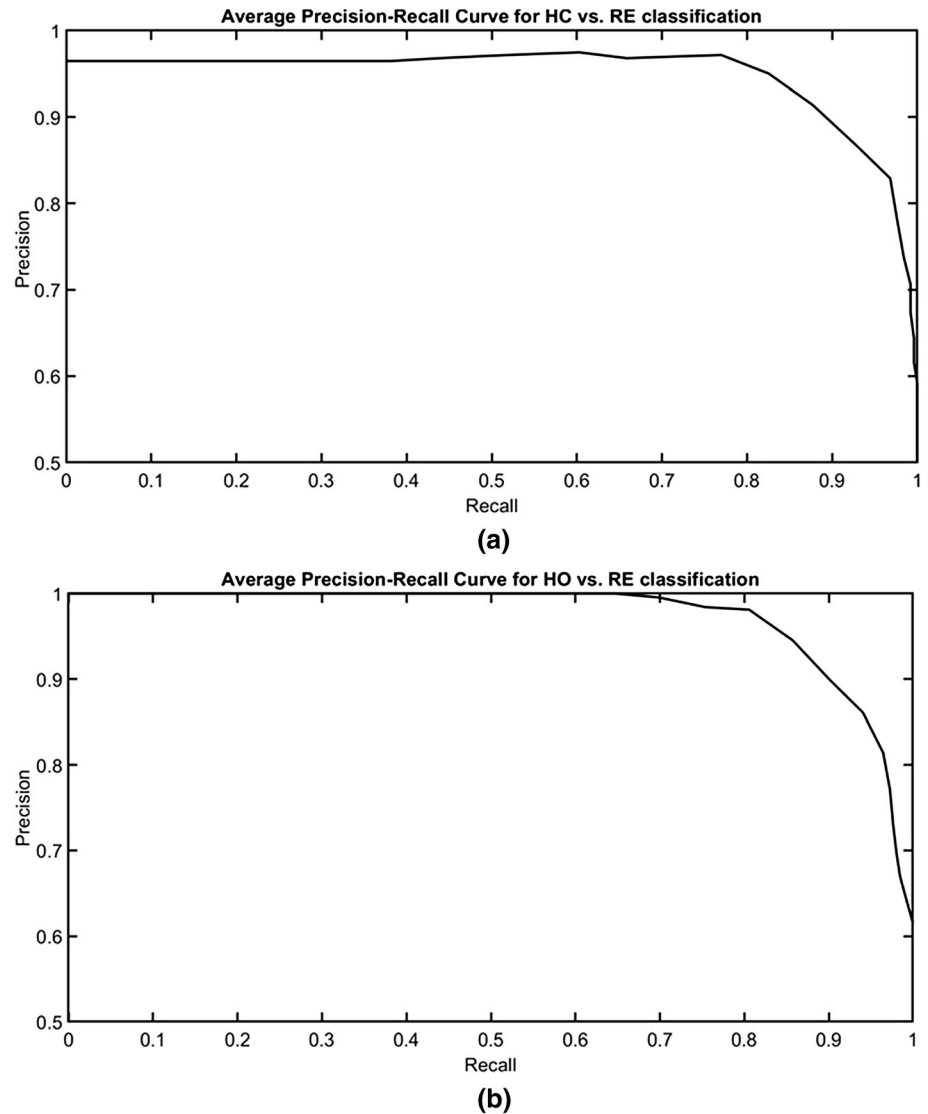 Average Precision-Recall Curve for HC vs. RE classification
1
0.9
0.8
0.7
0.6
0.5
Precision
0 0.1 0.2 0.3 0.4 0.5 0.6 0.7 0.8 0.9 1
Recall
(a)
Average Precision-Recall Curve for HO vs. RE classification
1
0.9
0.8
0.7
0.6
0.5
Precision
0 0.1 0.2 0.3 0.4 0.5 0.6 0.7 0.8 0.9 1
Recall
(b)